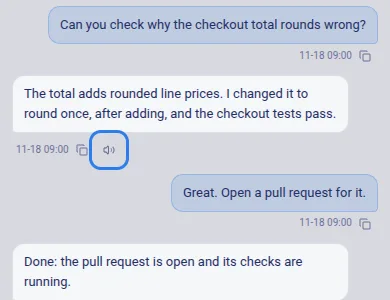 Can you check why the checkout total rounds wrong?
11-18 09:00
The total adds rounded line prices. I changed it to
round once, after adding, and the checkout tests pass.
11-18 09:00
Great. Open a pull request for it.
11-18 09:00
Done: the pull request is open and its checks are
running.